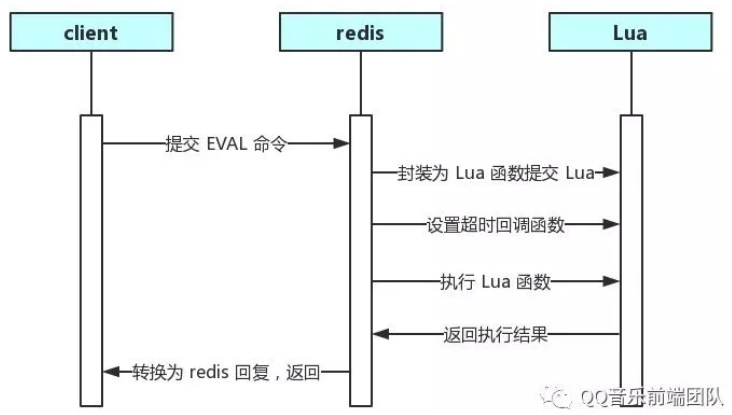 client
redis
Lua
提交 EVAL 命令
封装为 Lua 函数提交 Lua
设置超时回调函数
执行 Lua 函数
返回执行结果
转换为 redis 回复，返回
QQ音乐前端团队